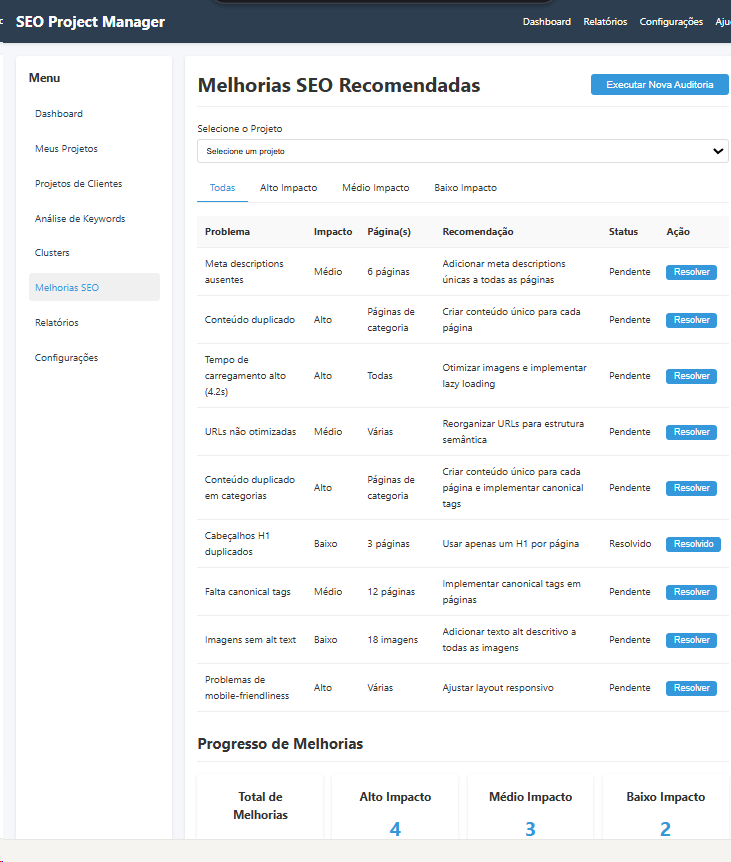 SEO Project Manager
Dashboard Relatórios Configurações
Menu
Dashboard
Meus Projetos
Projetos de Clientes
Análise de Keywords
Clusters
Melhorias SEO
Relatórios
Configurações
Melhorias SEO Recomendadas
Executar Nova Auditoria
Selecione o Projeto
Selecione um projeto
Todas Alto Impacto Médio Impacto Baixo Impacto
Problema Impacto Página(s) Recomendação Status Ação
Meta descriptions
ausentes
Médio
6 páginas
Adicionar meta descriptions
únicas a todas as páginas
Pendente
Resolver
Conteúdo duplicado
Alto
Páginas de
categoria
Criar conteúdo único para cada
página
Pendente
Resolver
Tempo de
carregamento alto
(4.2s)
Alto
Todas
Otimizar imagens e implementar
lazy loading
Pendente
Resolver
URLs não otimizadas
Médio
Várias
Reorganizar URLs para estrutura
semântica
Pendente
Resolver
Conteúdo duplicado
em categorias
Alto
Páginas de
categoria
Criar conteúdo único para cada
página e implementar canonical
tags
Pendente
Resolver
Cabeçalhos H1
duplicados
Baixo
3 páginas
Usar apenas um H1 por página
Resolvido
Resolvido
Falta canonical tags
Médio
12 páginas
Implementar canonical tags em
páginas
Pendente
Resolver
Imagens sem alt text
Baixo
18 imagens
Adicionar texto alt descritivo a
todas as imagens
Pendente
Resolver
Problemas de
mobile-friendliness
Alto
Várias
Ajustar layout responsivo
Pendente
Resolver
Progresso de Melhorias
Total de
Melhorias
Alto Impacto
4
Médio Impacto
3
Baixo Impacto
2